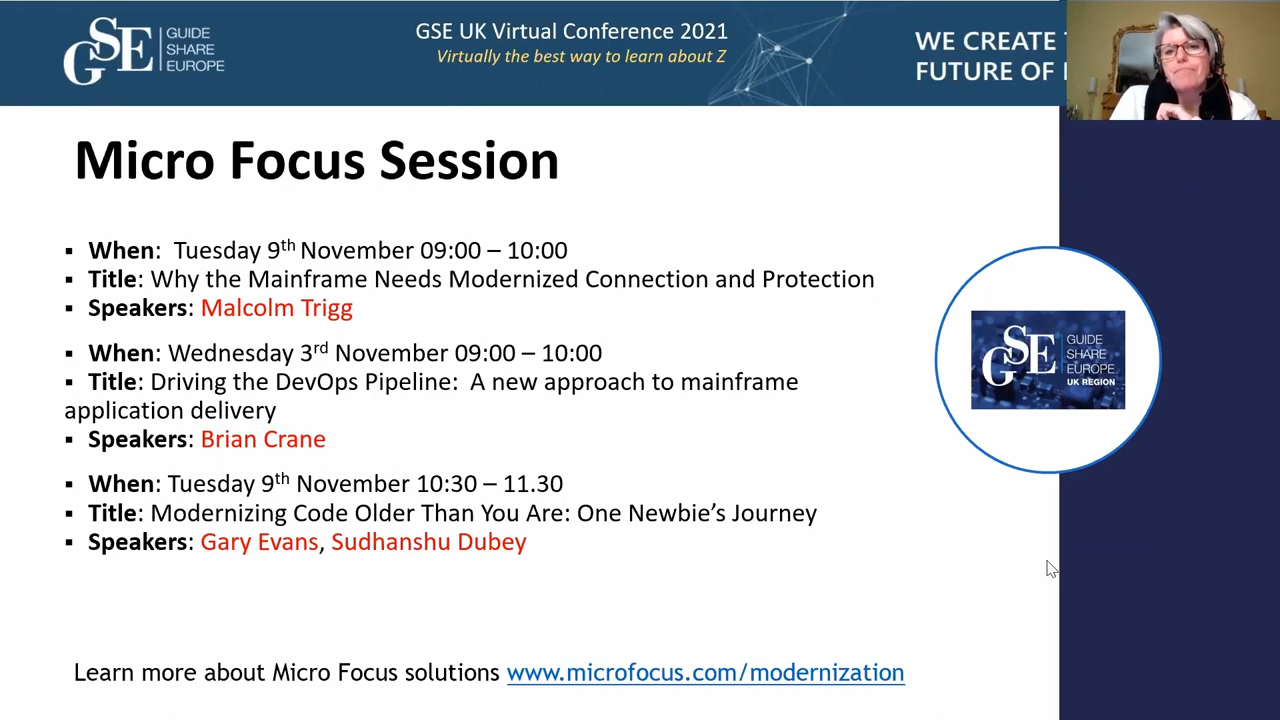 GSE GUIDE
SHARE
EUROPE
GSE UK Virtual Conference 2021
Virtually the best way to learn about Z
WE CREATE
FUTURE OF
Micro Focus Session
▪ When:  Tuesday 9th November 09:00 – 10:00
▪ Title: Why the Mainframe Needs Modernized Connection and Protection
▪ Speakers: Malcolm Trigg
▪ When: Wednesday 3rd November 09:00 – 10:00
▪ Title: Driving the DevOps Pipeline:  A new approach to mainframe
application delivery
▪ Speakers: Brian Crane
▪ When: Tuesday 9th November 10:30 – 11.30
▪ Title: Modernizing Code Older Than You Are: One Newbie's Journey
▪ Speakers: Gary Evans, Sudhanshu Dubey
GSE GUIDE
SHARE
EUROPE
UK REGION
Learn more about Micro Focus solutions www.microfocus.com/modernization